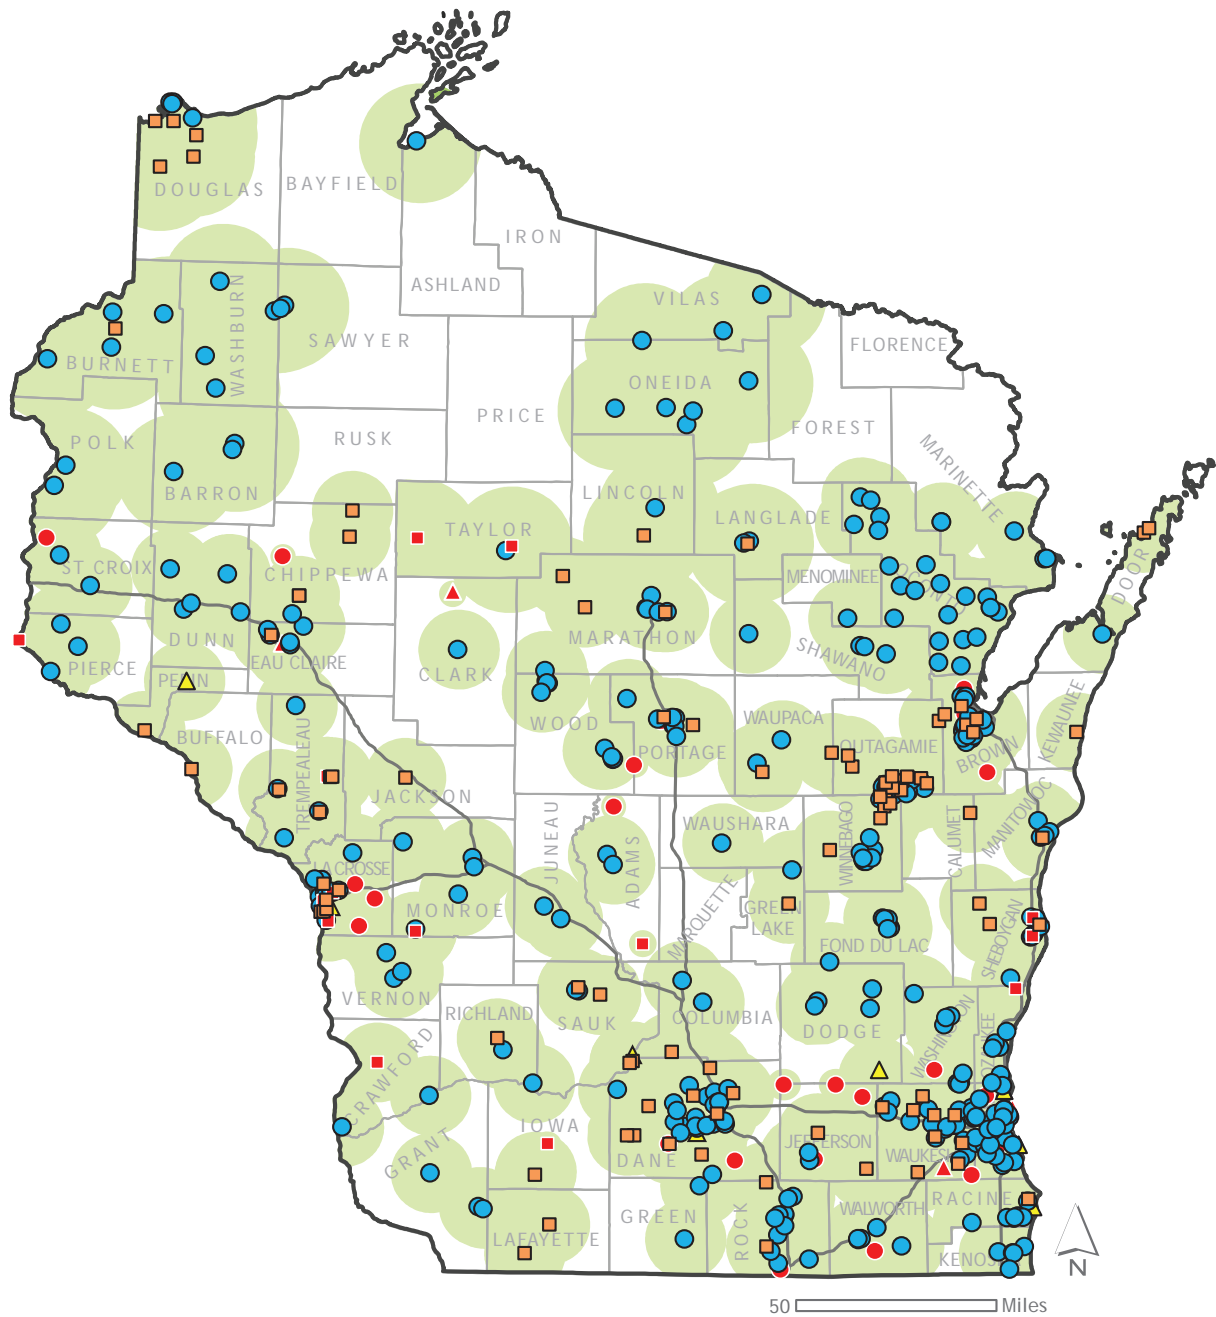 DOUGLAS
BAYFIELD
IRON
ASHLAND
VILAS
WASHBURN
SAWYER
FLORENCE
BURNETT
ONEIDA
PRICE
FOREST
POLK
RUSK
MARINETTE
BARRON
LINCOLN
LANGLADE
TAYLOR
ST CROIX
CHIPPEWA
MENOMINEE
OCONTO
DOOR
DUNN
MARATHON
SHAWANO
PIERCE
EAU CLAIRE
CLARK
PEPIN
WOOD
WAUPACA
KEWAUNEE
BUFFALO
PORTAGE
OUTAGAMIE
BROWN
TREMPEALEAU
JACKSON
JUNEAU
ADAMS
WAUSHARA
WINNEBAGO
CALUMET
MANITOWOC
LA CROSSE
MONROE
MARQUETTE
GREEN
LAKE
FOND DU LAC
SHEBOYGAN
VERNON
RICHLAND
SAUK
COLUMBIA
DODGE
WASHINGTON
OZAUKEE
CRAWFORD
IOWA
GRANT
DANE
JEFFERSON
WAUKESH
LAFAYETTE
GREEN
ROCK
WALWORTH
RACINE
KENOS
N
50 Miles